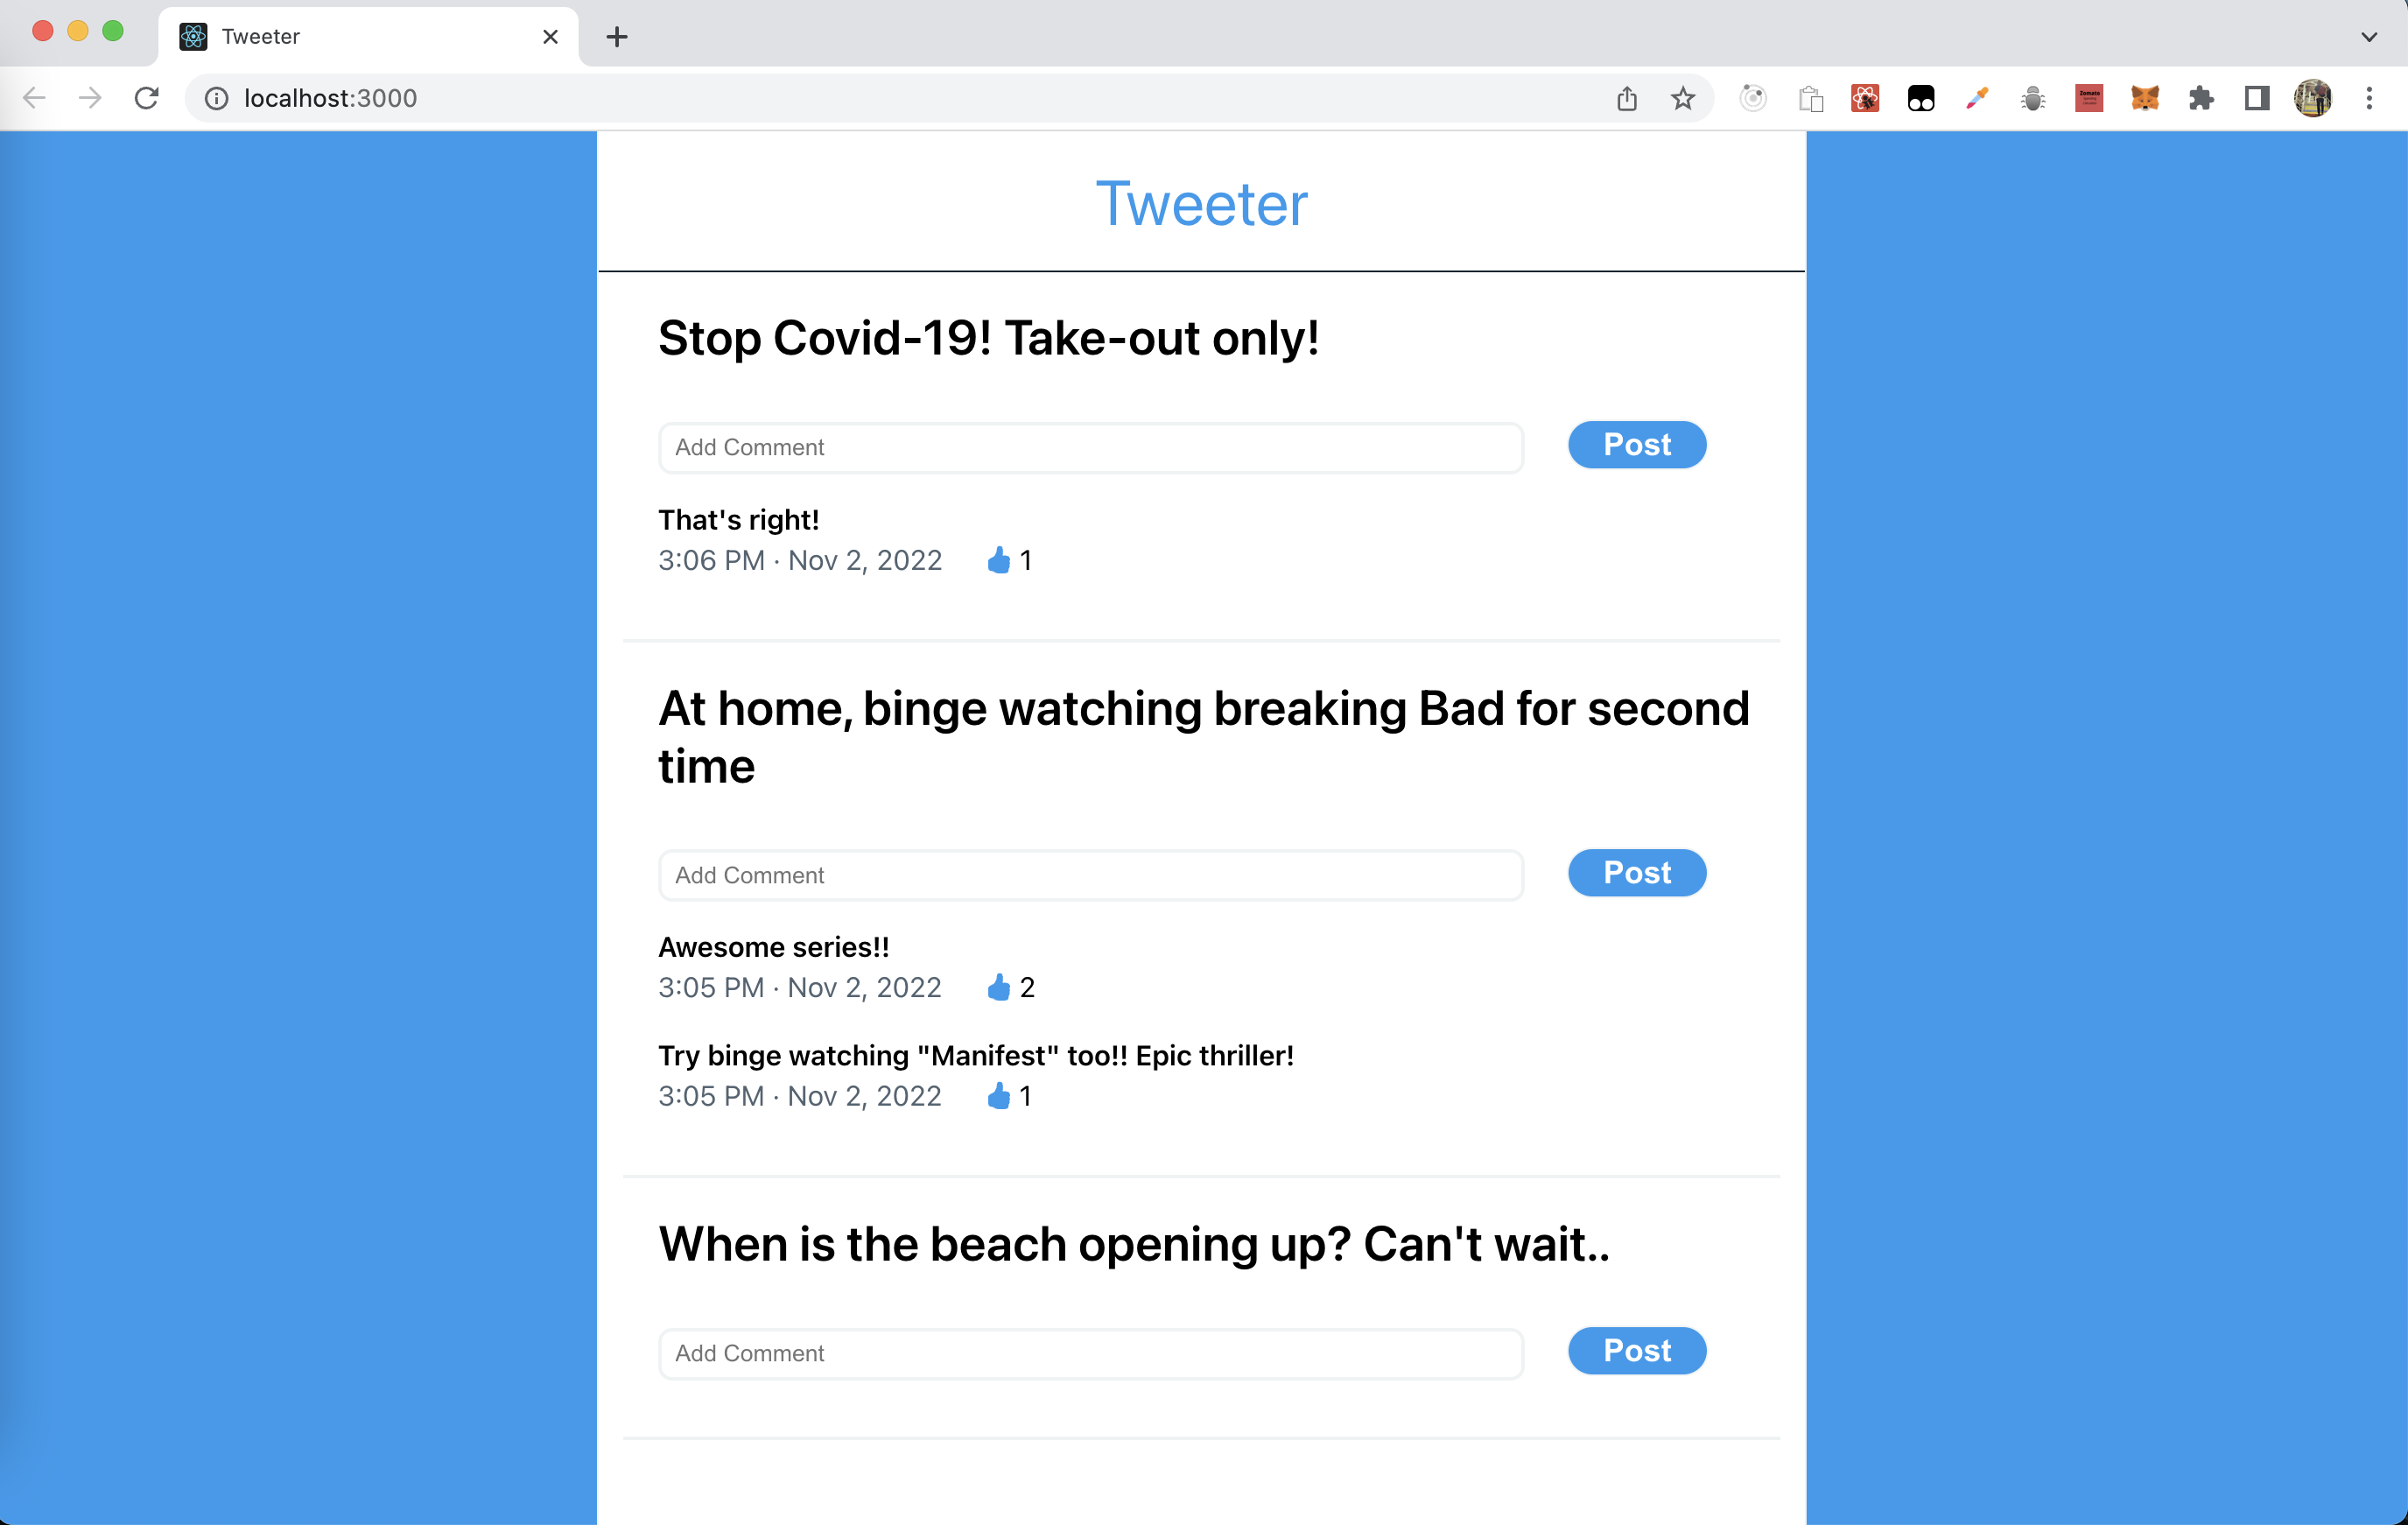 Tweeter
localhost:3000
Tweeter
Stop Covid-19! Take-out only!
Add Comment
Post
That's right!
3:06 PM · Nov 2, 2022 1
At home, binge watching breaking Bad for second
time
Add Comment
Post
Awesome series!!
3:05 PM · Nov 2, 2022 2
Try binge watching "Manifest" too!! Epic thriller!
3:05 PM · Nov 2, 2022 1
When is the beach opening up? Can't wait..
Add Comment
Post